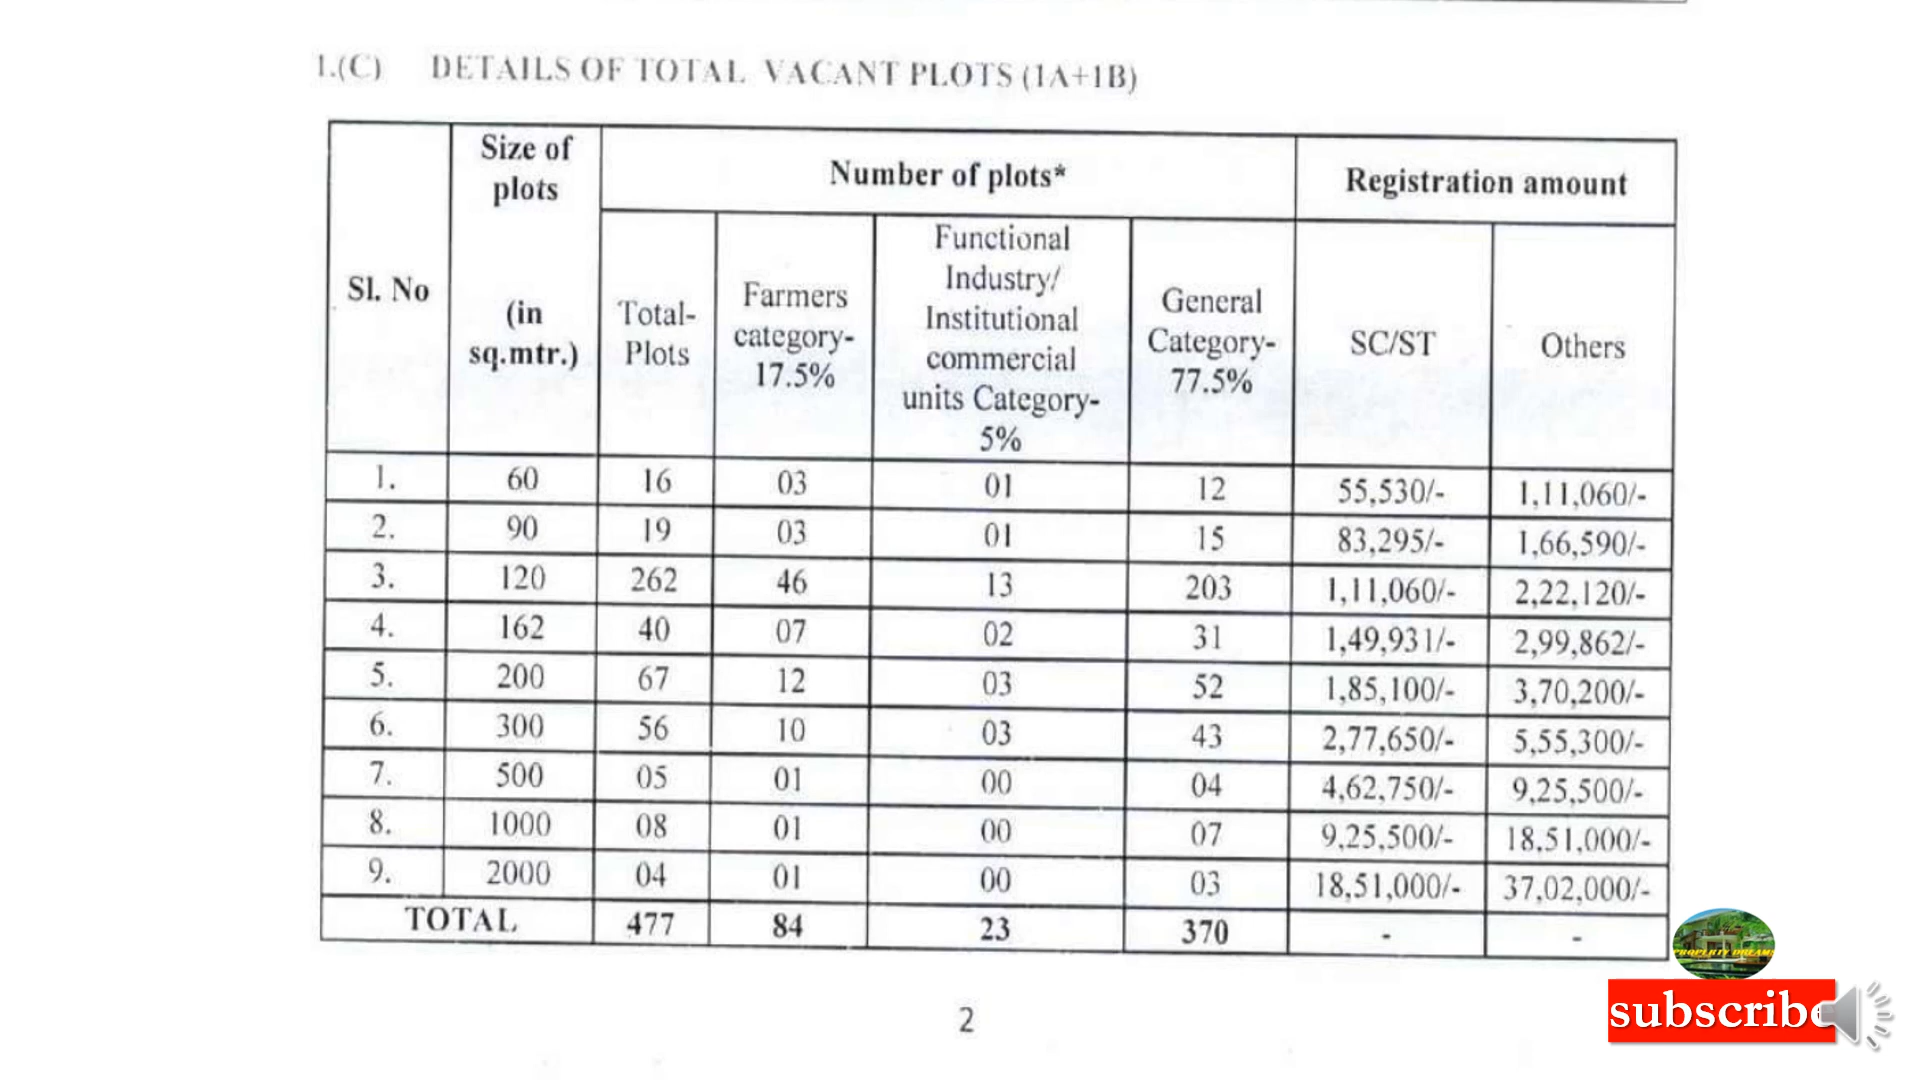 1.(C) DETAILS OF TOTAL VACANT PLOTS (1A+1B)
Sl. No
Size of
plots
(in
sq.mtr.)
Number of plots*
Registration amount
Total-
Plots
Farmers
category-
17.5%
Functional
Industry/
Institutional
commercial
units Category-
5%
General
Category-
77.5%
SC/ST
Others
1. 60 16 03 01 12 55,530/- 1,11,060/-
2. 90 19 03 01 15 83,295/- 1,66,590/-
3. 120 262 46 13 203 1,11,060/- 2,22,120/-
4. 162 40 07 02 31 1,49,931/- 2,99,862/-
5. 200 67 12 03 52 1,85,100/- 3,70,200/-
6. 300 56 10 03 43 2,77,650/- 5,55,300/-
7. 500 05 01 00 04 4,62,750/- 9,25,500/-
8. 1000 08 01 00 07 9,25,500/- 18,51,000/-
9. 2000 04 01 00 03 18,51,000/- 37,02,000/-
TOTAL 477 84 23 370 - -
PROPERTY DREAMS
subscribe
2